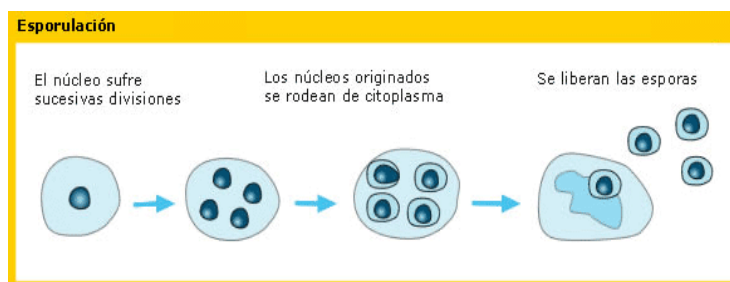 Esporulación
El núcleo sufre
sucesivas divisiones
Los núcleos originados
se rodean de citoplasma
Se liberan las esporas